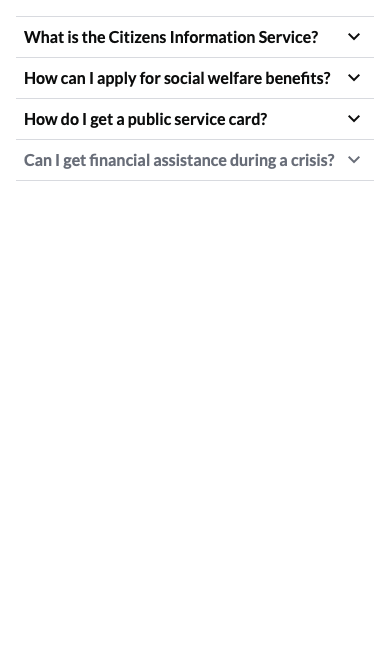 What is the Citizens Information Service?
How can I apply for social welfare benefits?
How do I get a public service card?
Can I get financial assistance during a crisis?